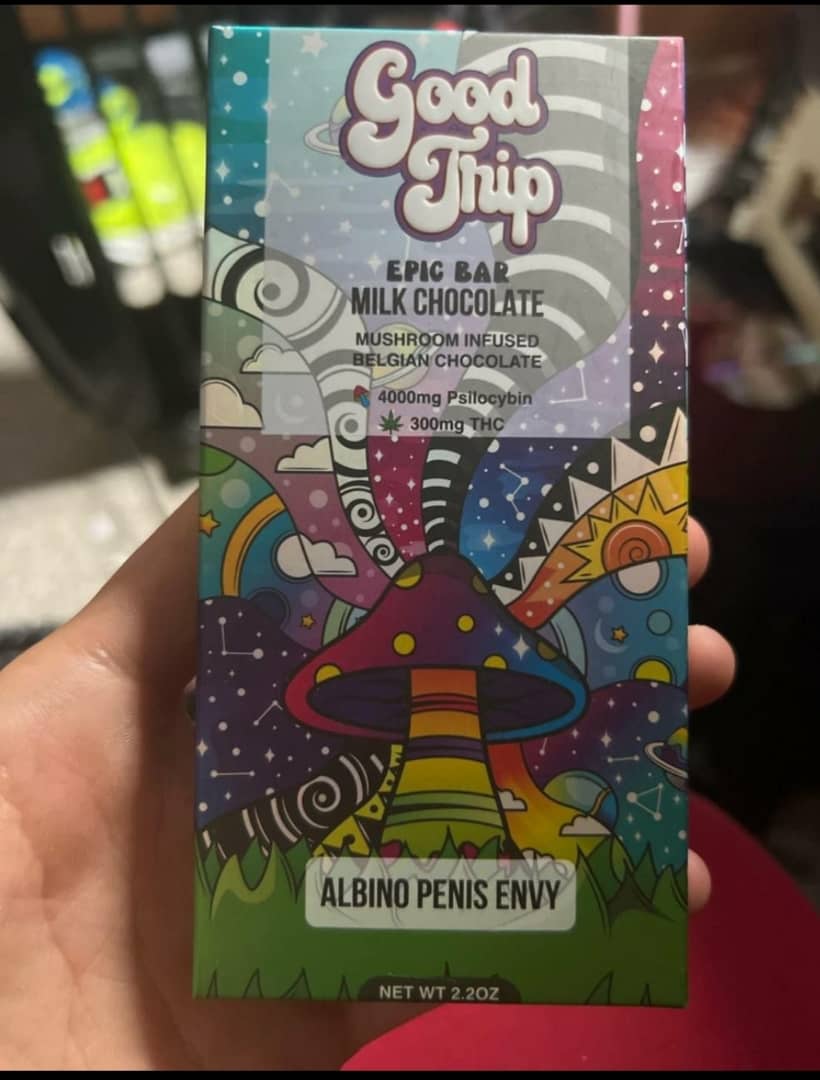 Good
Trip
EPIC BAR
MILK CHOCOLATE
MUSHROOM INFUSED
BELGIAN CHOCOLATE
4000mg Psilocybin
300mg THC
ALBINO PENIS ENVY
NET WT 2.2OZ